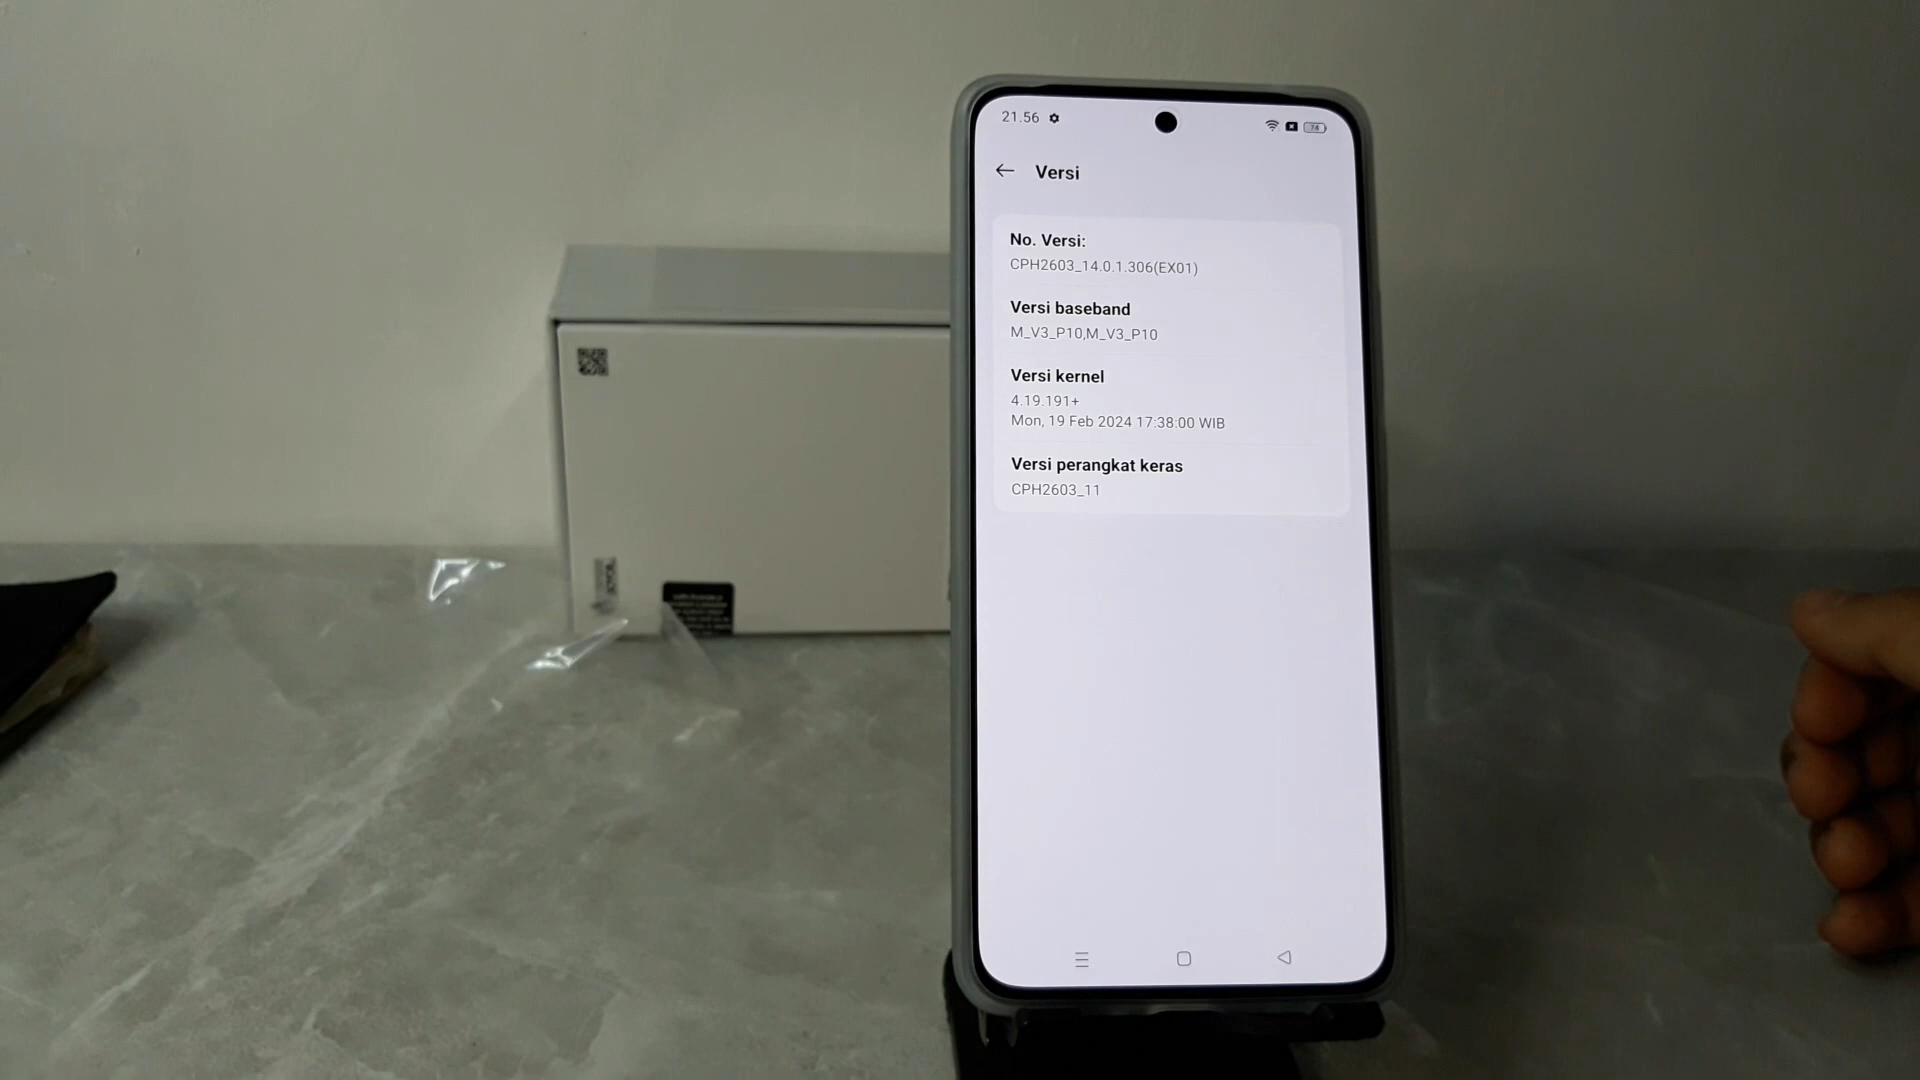 21.56
74
Versi
No. Versi:
CPH2603_14.0.1.306(EX01)
Versi baseband
M_V3_P10,M_V3_P10
Versi kernel
4.19.191+
Mon, 19 Feb 2024 17:38:00 WIB
Versi perangkat keras
CPH2603_11